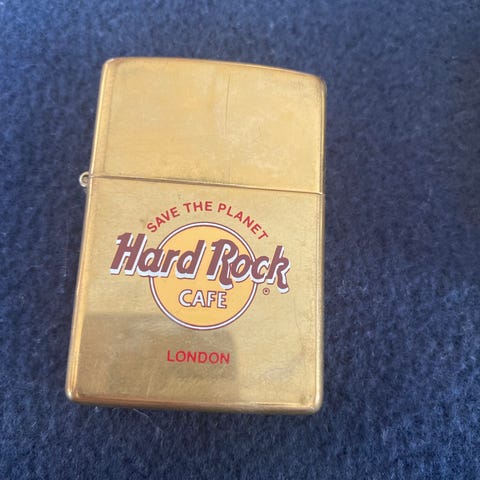 SAVE THE PLANET
Hard Rock
CAFE ®
LONDON